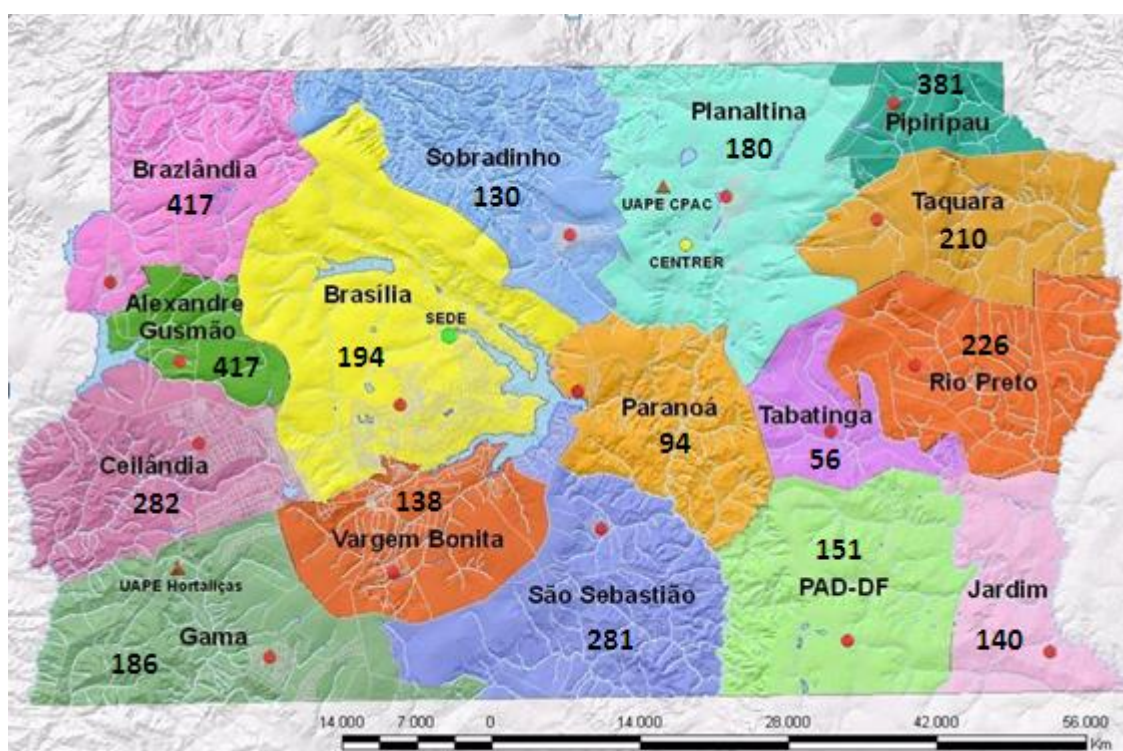 381
Pipiripau
Planaltina
180
Sobradinho
130
Brazlândia
417
UAPE CPAC
Taquara
210
CENTRER
Alexandre
Gusmão
417
Brasília
SEDE
194
226
Rio Preto
Paranoá
94
Tabatinga
56
Ceilândia
282
138
Vargem Bonita
151
PAD-DF
UAPE Hortaliças
São Sebastião
281
Jardim
140
Gama
186
14 000 7 000 0 14 000 28 000 42 000 56 000
Km